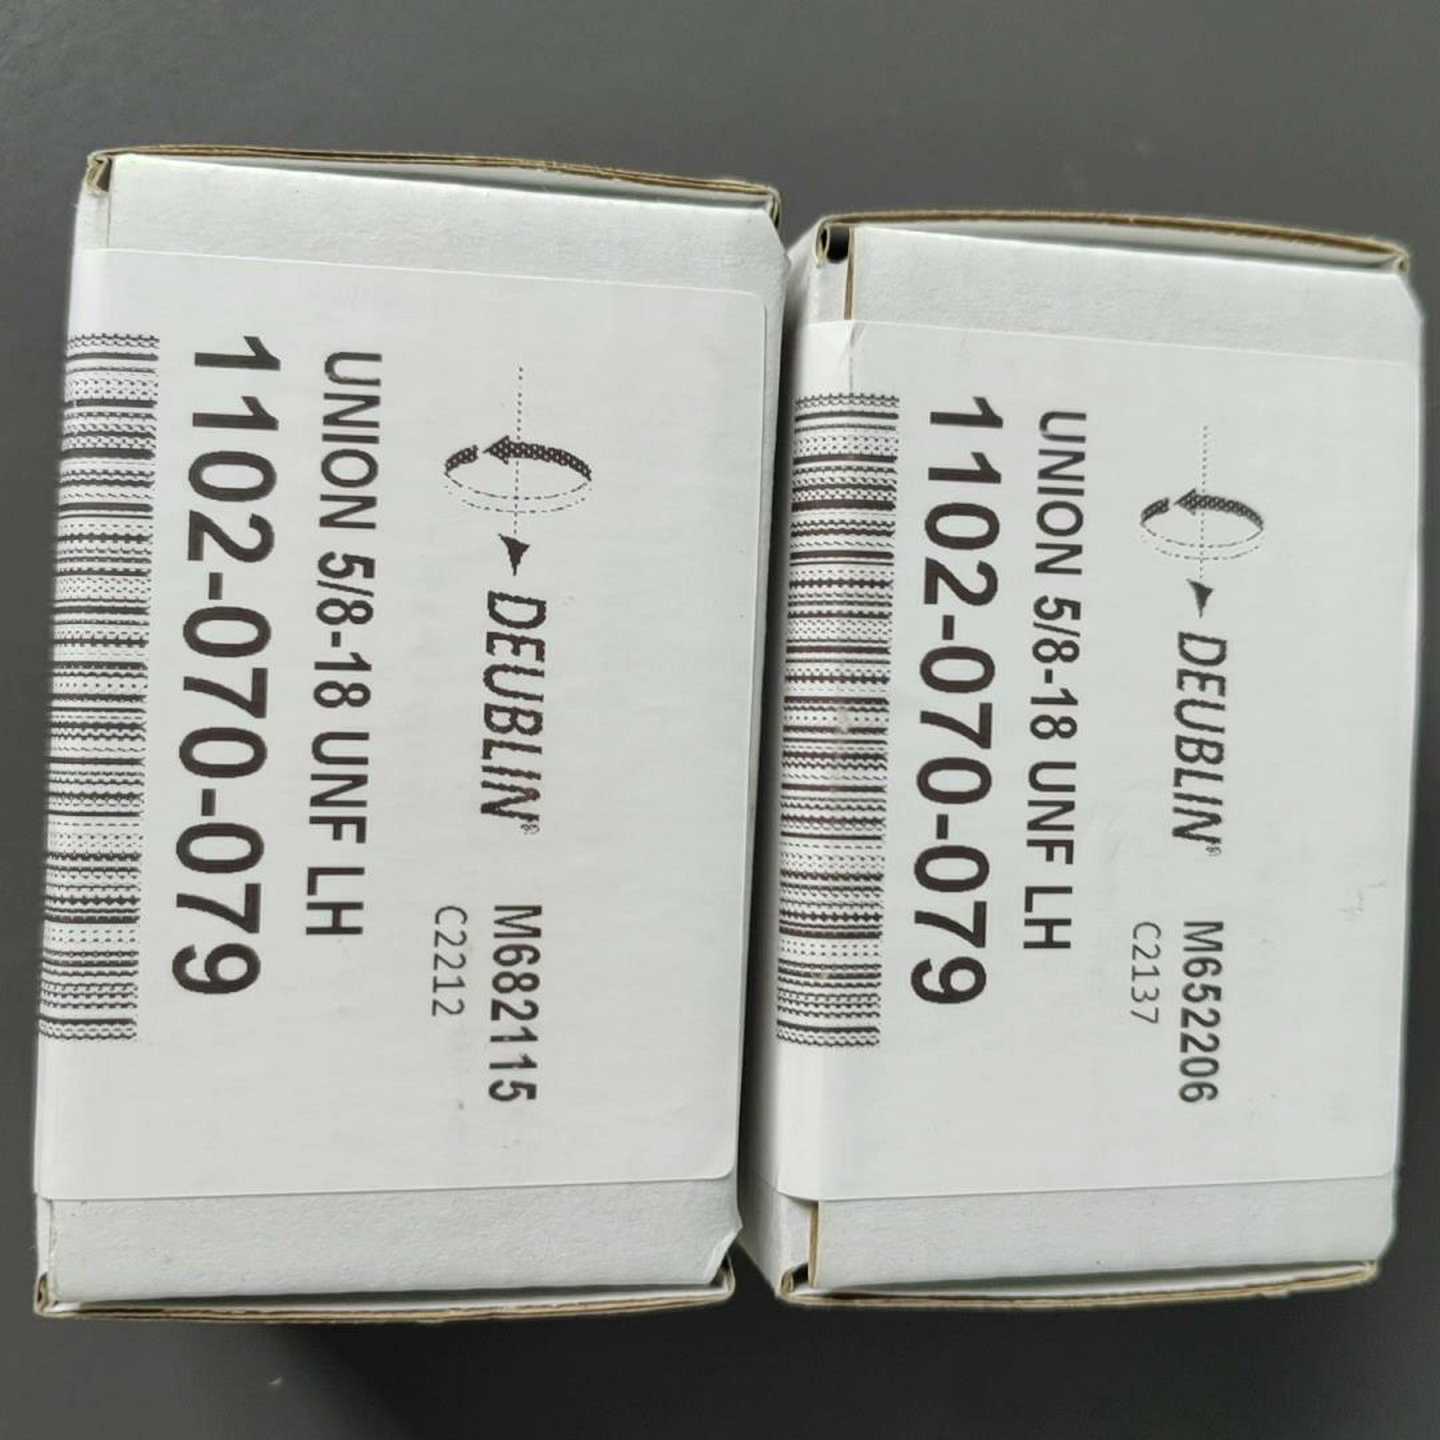 DEUBLIN®
M682115
C2212
UNION 5/8-18 UNF LH
1102-070-079
DEUBLIN®
M652206
C2137
UNION 5/8-18 UNF LH
1102-070-079